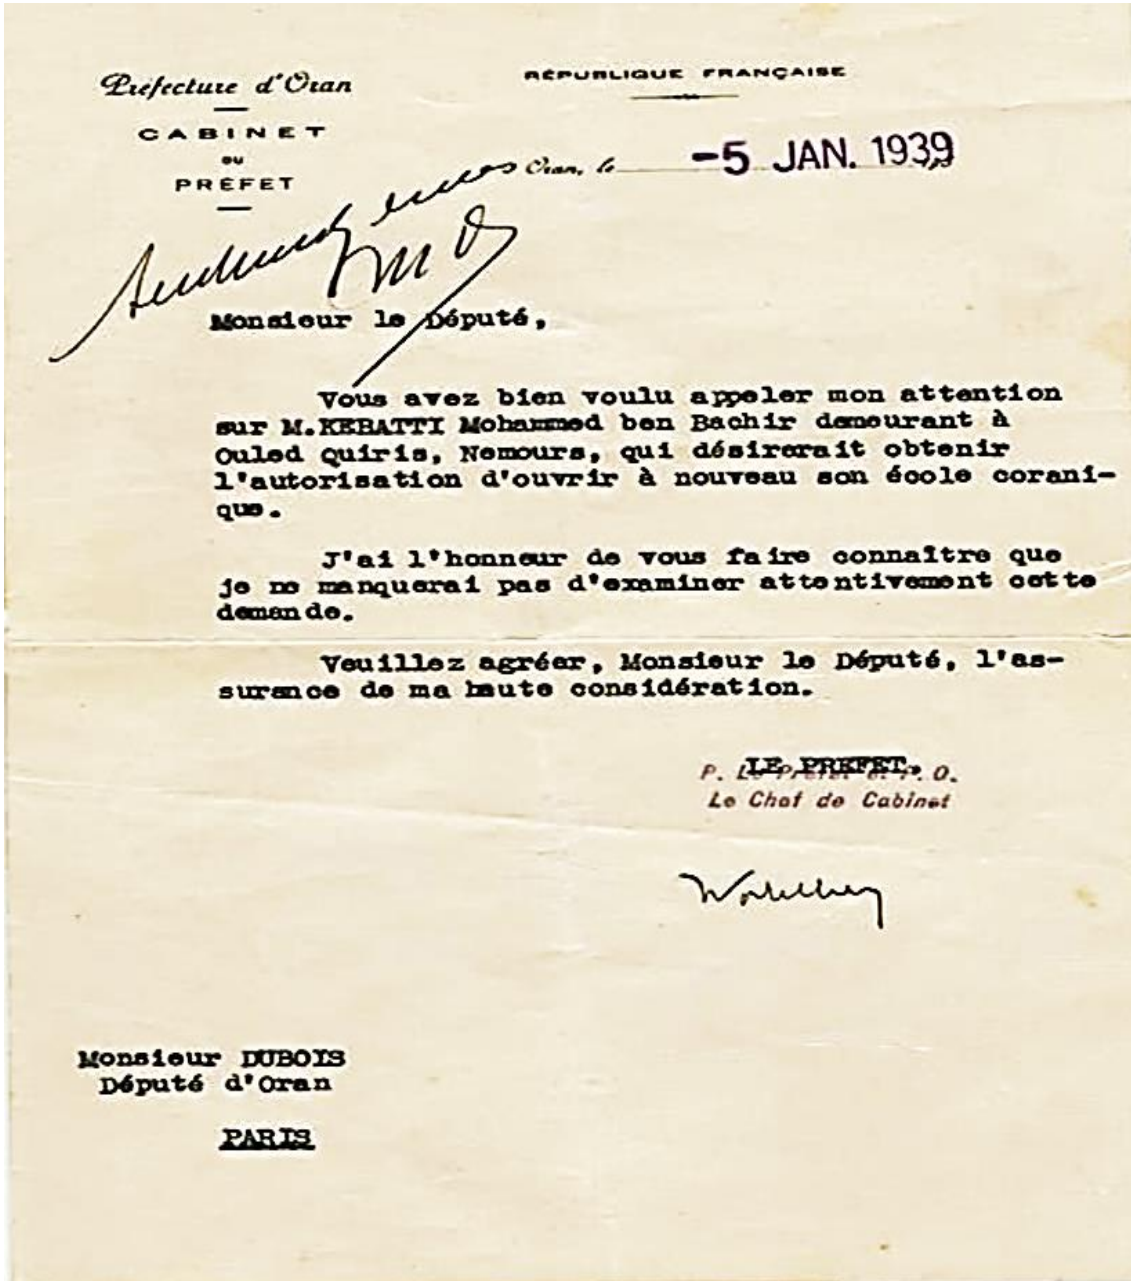 Préfecture d'Oran
CABINET
DU
PRÉFET
RÉPUBLIQUE FRANÇAISE
Oran, le -5 JAN. 1939
Monsieur le Député,
Vous avez bien voulu appeler mon attention
sur M.KEBATTI Mohammed ben Bachir demeurant à
Ouled Quiris, Nemours, qui désirerait obtenir
l'autorisation d'ouvrir à nouveau son école corani-
que.
J'ai l'honneur de vous faire connaître que
je ne manquerai pas d'examiner attentivement cette
demande.
Veuillez agréer, Monsieur le Député, l'as-
surance de ma haute considération.
LE PREFET,
P. Le Préfet et P. O.
Le Chef de Cabinet
Monsieur DUBOIS
Député d'Oran
PARIS